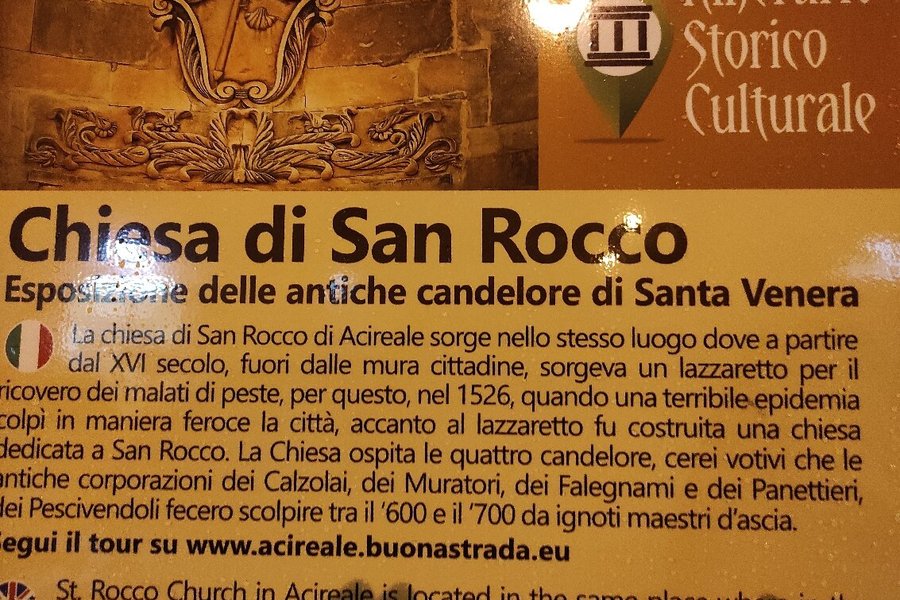 Storico
Culturale
Chiesa di San Rocco
Esposizione delle antiche candelore di Santa Venera
La chiesa di San Rocco di Acireale sorge nello stesso luogo dove a partire
dal XVI secolo, fuori dalle mura cittadine, sorgeva un lazzaretto per il
ricovero dei malati di peste, per questo, nel 1526, quando una terribile epidemia
colpì in maniera feroce la città, accanto al lazzaretto fu costruita una chiesa
dedicata a San Rocco. La Chiesa ospita le quattro candelore, cerei votivi che le
antiche corporazioni dei Calzolai, dei Muratori, dei Falegnami e dei Panettieri,
dei Pescivendoli fecero scolpire tra il '600 e il '700 da ignoti maestri d'ascia.
Segui il tour su www.acireale.buonastrada.eu
St. Rocco Church in Acireale is located in the same place where in the